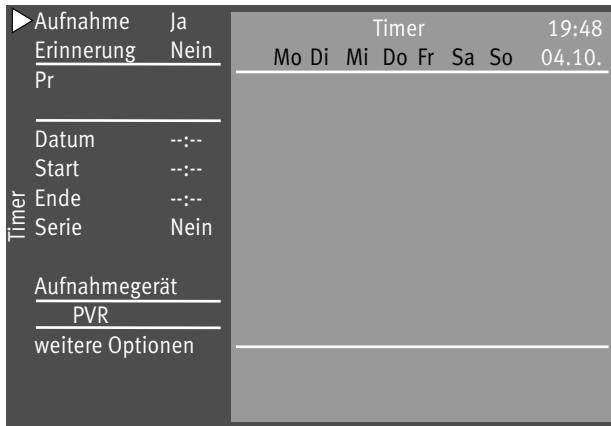 Aufnahme Ja
Erinnerung Nein
Pr
Datum --:--
Start --:--
Ende --:--
Serie Nein
Aufnahmegerät
PVR
weitere Optionen
Timer
Timer 19:48
Mo Di Mi Do Fr Sa So 04.10.